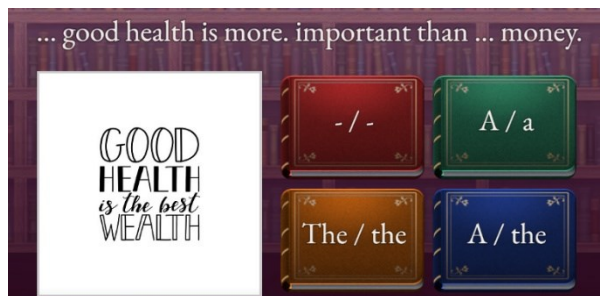 ... good health is more. important than ... money.
GOOD
HEALTH
is the best
WEALTH
- / -
A / a
The / the
A / the